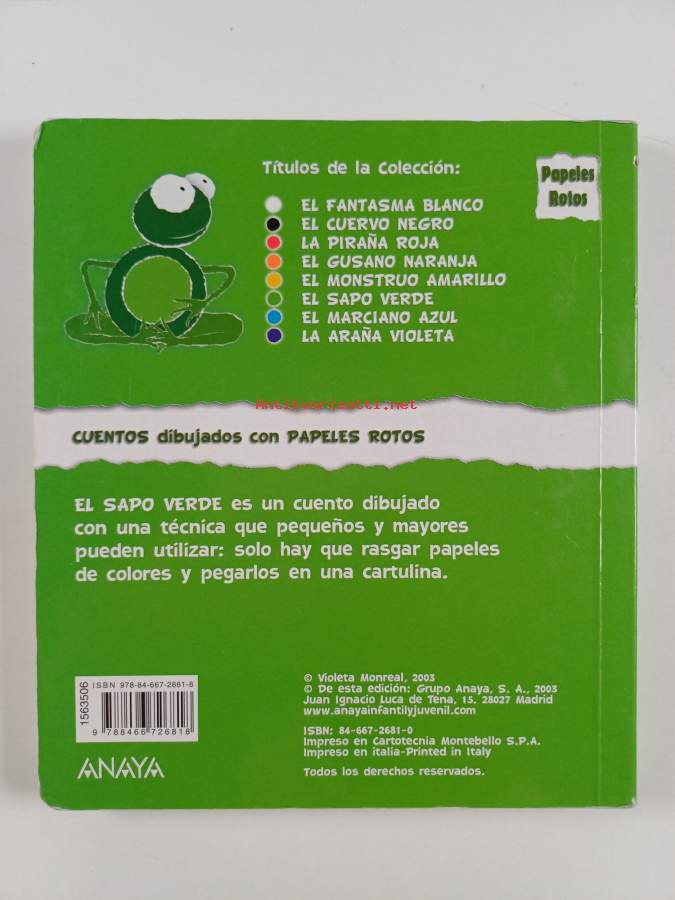 Títulos de la Colección:
Papeles
Rotos
EL FANTASMA BLANCO
EL CUERVO NEGRO
LA PIRAÑA ROJA
EL GUSANO NARANJA
EL MONSTRUO AMARILLO
EL SAPO VERDE
EL MARCIANO AZUL
LA ARAÑA VIOLETA
Antikvariaatti.net
CUENTOS dibujados con PAPELES ROTOS
EL SAPO VERDE es un cuento dibujado
con una técnica que pequeños y mayores
pueden utilizar: solo hay que rasgar papeles
de colores y pegarlos en una cartulina.
1563506
ISBN 978-84-667-2681-8
9 788466 726818
ANAYA
© Violeta Monreal, 2003
© De esta edición: Grupo Anaya, S. A., 2003
Juan Ignacio Luca de Tena, 15. 28027 Madrid
www.anayainfantilyjuvenil.com
ISBN: 84-667-2681-0
Impreso en Cartotecnia Montebello S.P.A.
Impreso en italia-Printed in Italy
Todos los derechos reservados.